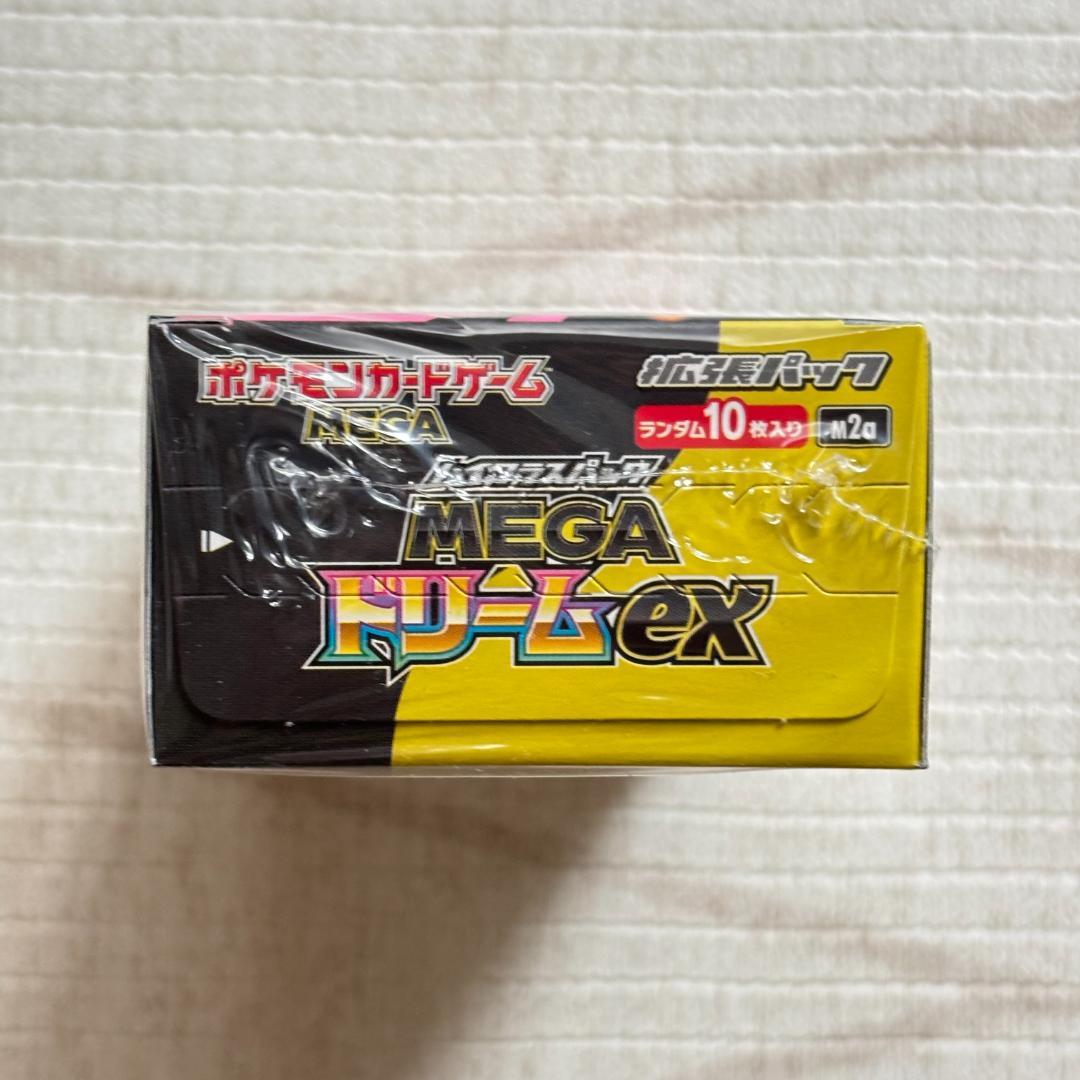 ポケモンカードゲーム
MEGA
拡張パック
ランダム10枚入り
M2a
ハイクラスパック
MEGA
ドリームex